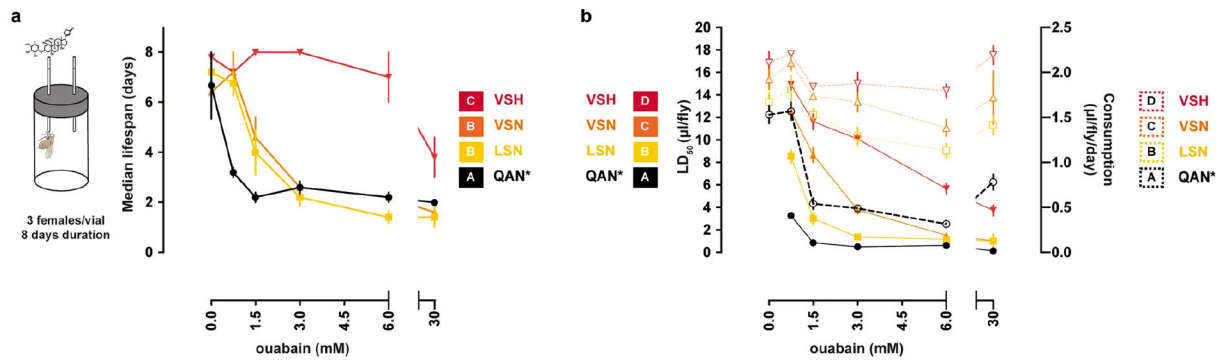 a
3 females/vial
8 days duration
Median lifespan (days)
8
6
4
2
0
0.0
1.5
3.0
4.5
6.0
30
ouabain (mM)
C VSH
B VSN
B LSN
A QAN*
b
VSH D
VSN C
LSN B
QAN* A
LD50 (µl/fly)
20
18
16
14
12
10
8
6
4
2
0
0.0
1.5
3.0
4.5
6.0
30
ouabain (mM)
2.5
2.0
1.5
1.0
0.5
0.0
Consumption
(µl/fly/day)
D VSH
C VSN
B LSN
A QAN*